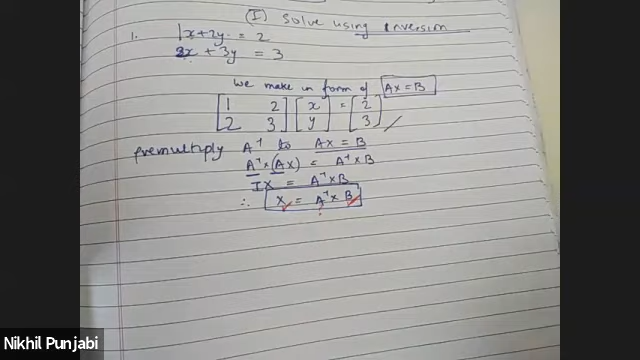 (I) Solve using inversion
1. 1x + 2y = 2
2x + 3y = 3
We make in form of AX = B
[1 2 2 3] [x y] = [2 3]
premultiply A⁻¹ to AX = B
A⁻¹ × (AX) = A⁻¹ × B
IX = A⁻¹ × B
∴ X = A⁻¹ × B
Nikhil Punjabi